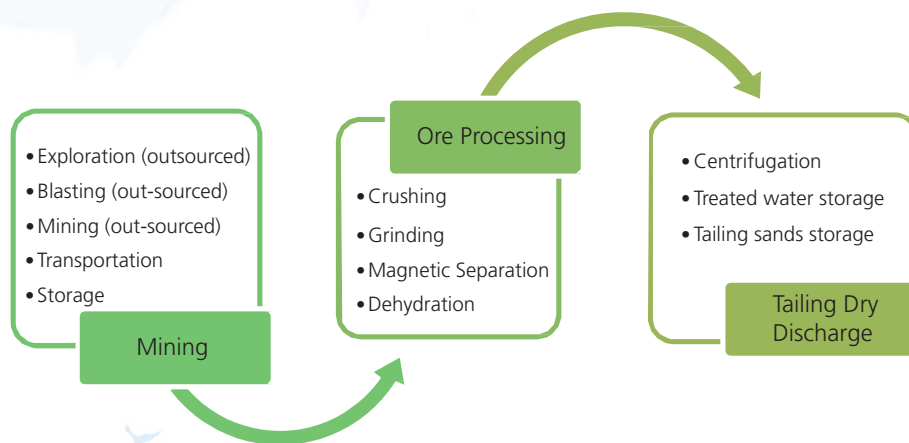 • Exploration (outsourced)
• Blasting (out-sourced)
• Mining (out-sourced)
• Transportation
• Storage
Mining
Ore Processing
• Crushing
• Grinding
• Magnetic Separation
• Dehydration
• Centrifugation
• Treated water storage
• Tailing sands storage
Tailing Dry
Discharge